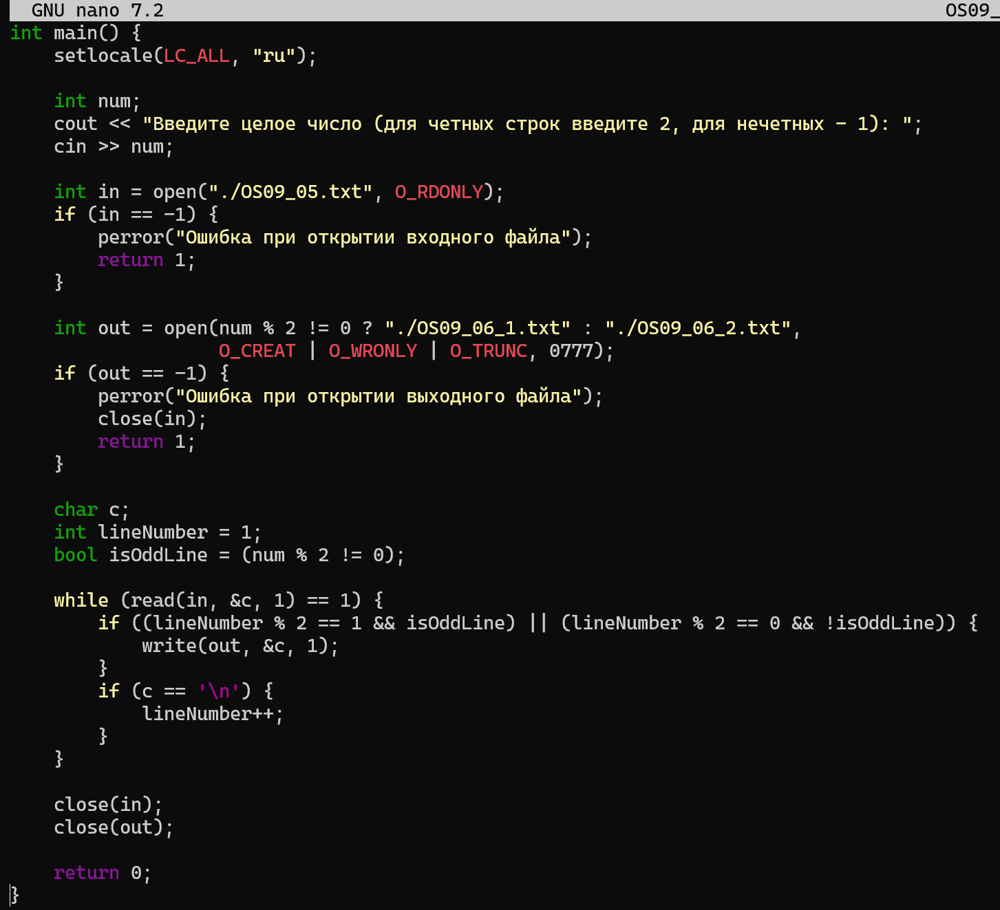 GNU nano 7.2 OS09_
int main() {
    setlocale(LC_ALL, "ru");

    int num;
    cout << "Введите целое число (для четных строк введите 2, для нечетных - 1): ";
    cin >> num;

    int in = open("./OS09_05.txt", O_RDONLY);
    if (in == -1) {
        perror("Ошибка при открытии входного файла");
        return 1;
    }

    int out = open(num % 2 != 0 ? "./OS09_06_1.txt" : "./OS09_06_2.txt",
                   O_CREAT | O_WRONLY | O_TRUNC, 0777);
    if (out == -1) {
        perror("Ошибка при открытии выходного файла");
        close(in);
        return 1;
    }

    char c;
    int lineNumber = 1;
    bool isOddLine = (num % 2 != 0);

    while (read(in, &c, 1) == 1) {
        if ((lineNumber % 2 == 1 && isOddLine) || (lineNumber % 2 == 0 && !isOddLine)) {
            write(out, &c, 1);
        }
        if (c == '\n') {
            lineNumber++;
        }
    }

    close(in);
    close(out);

    return 0;
}